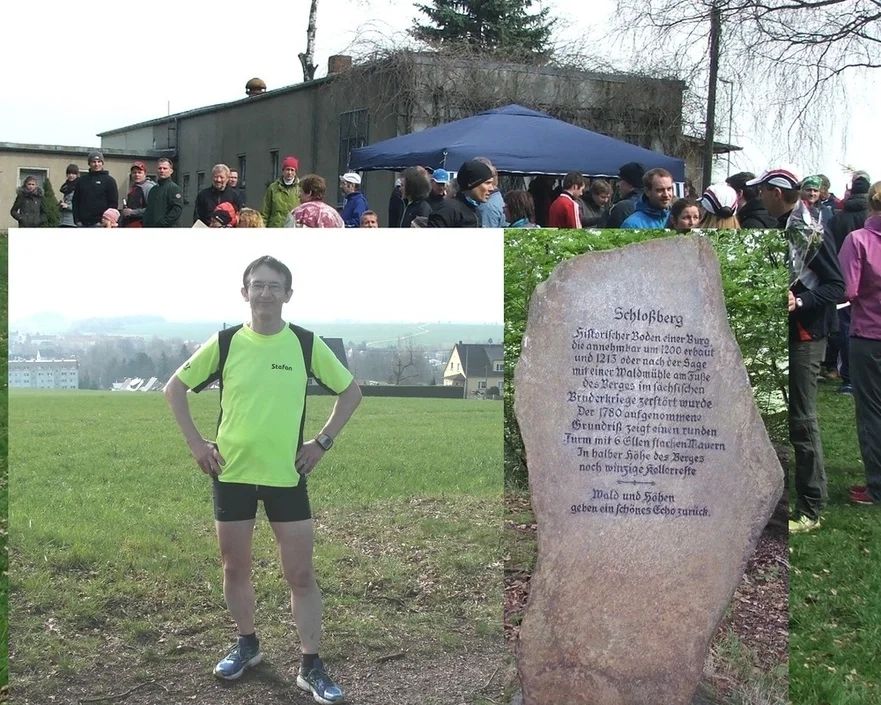 Stefan
Schloßberg
Historischer Boden einer Burg
die annehmbar um 1200 erbaut
und 1213 oder nach der Sage
mit einer Waldmühle am Fuße
des Berges im sächsischen
Bruderkriege zerstört wurde
Der 1780 aufgenommene
Grundriß zeigt einen runden
Turm mit 6 Ellen starken Mauern
In halber Höhe des Berges
noch winzige Kellerreste
Wald und Höhen
geben ein schönes Echo zurück.